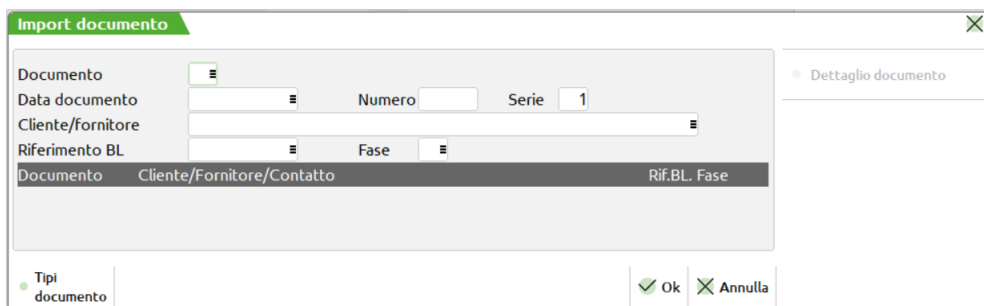 Import documento
Documento
Dettaglio documento
Data documento Numero Serie 1
Cliente/fornitore
Riferimento BL Fase
Documento Cliente/Fornitore/Contatto Rif.BL. Fase
Tipi
documento
Ok Annulla